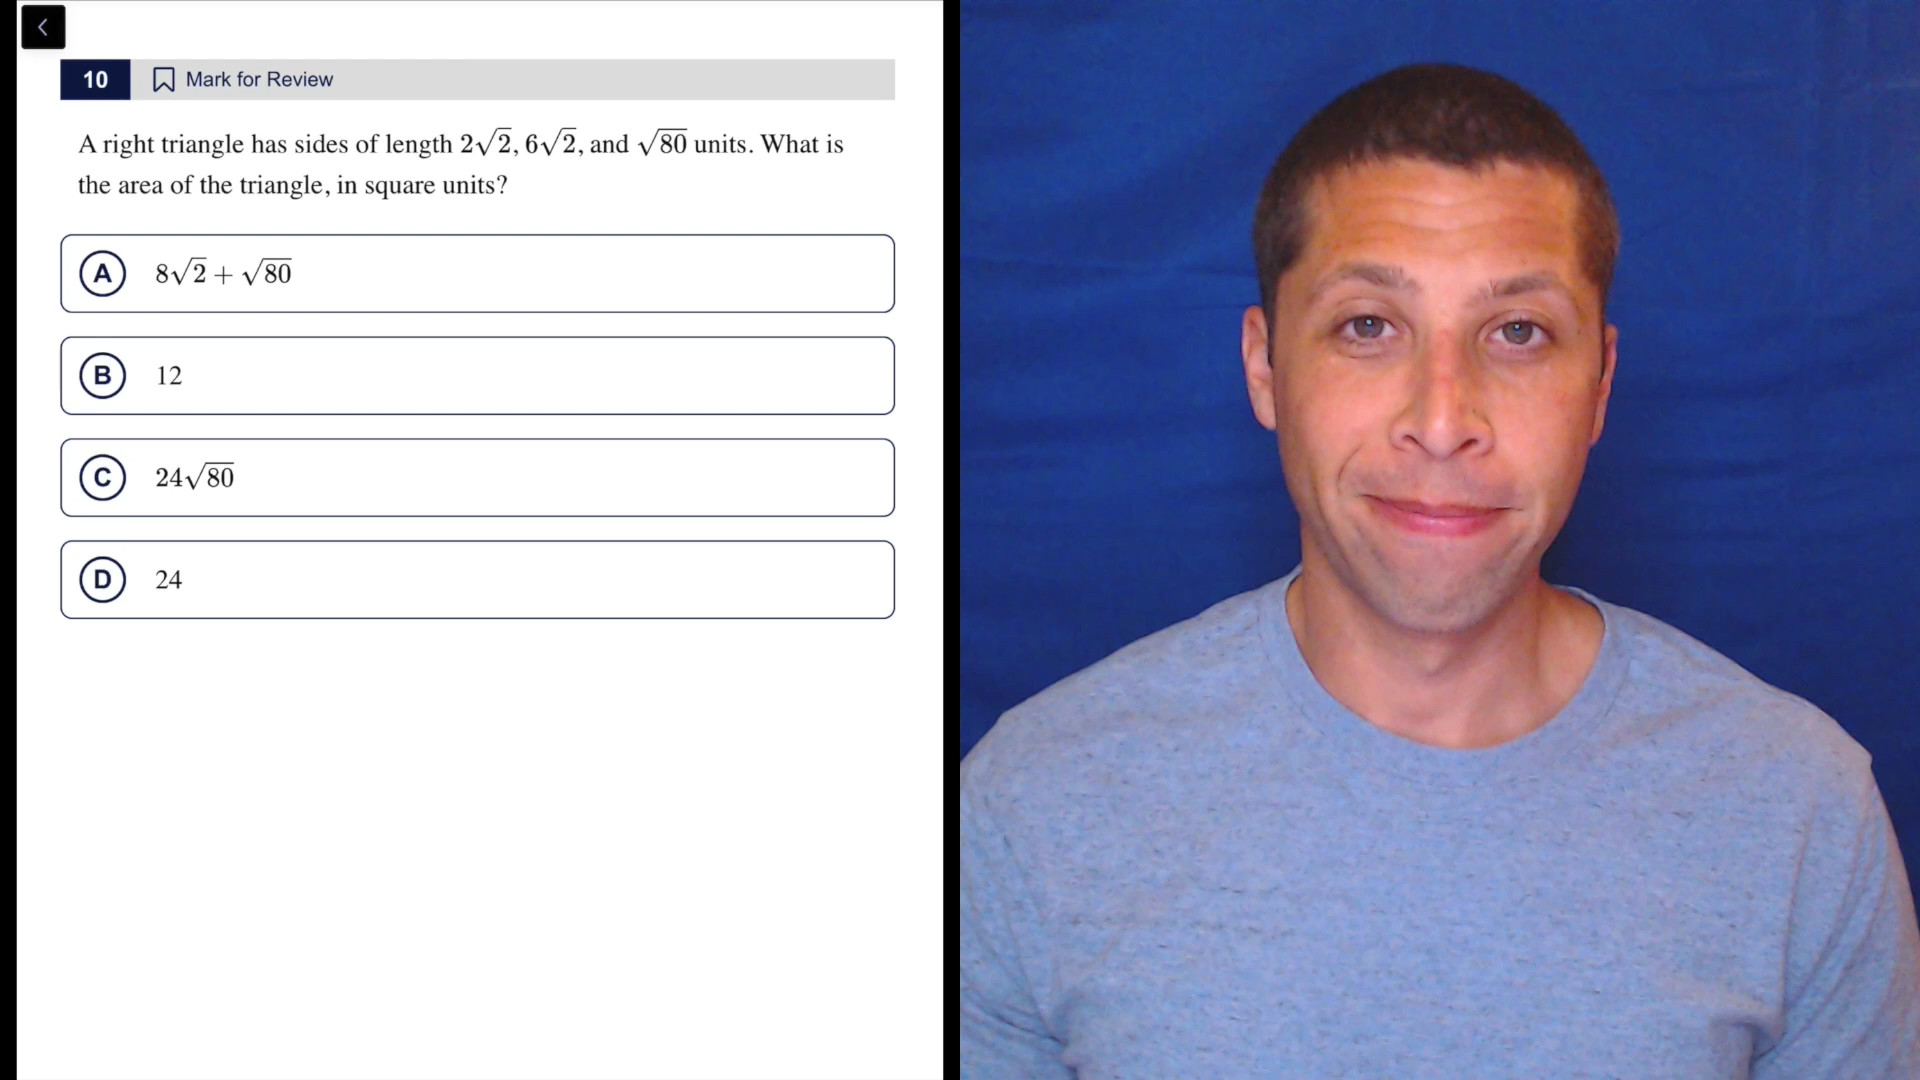 10 Mark for Review
A right triangle has sides of length 2√2, 6√2, and √80 units. What is
the area of the triangle, in square units?
A 8√2 + √80
B 12
C 24√80
D 24